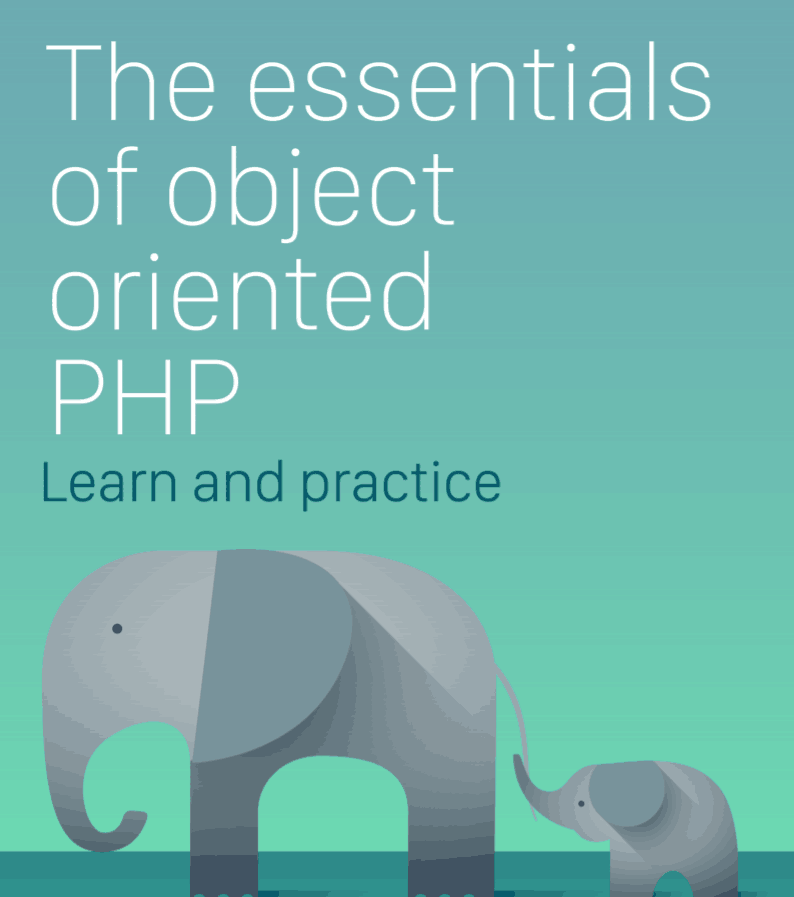 The essentials
of object
oriented
PHP
Learn and practice